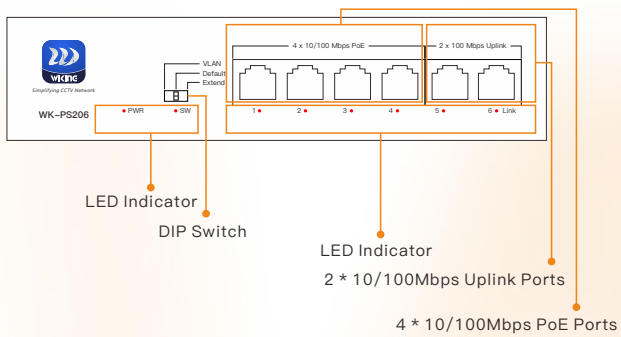 4 x 10/100 Mbps PoE
2 x 100 Mbps Uplink
WIKING
Simplifying CCTV Network
VLAN
Default
Extend
WK-PS206
PWR
SW
1
2
3
4
5
6
Link
LED Indicator
DIP Switch
LED Indicator
2 * 10/100Mbps Uplink Ports
4 * 10/100Mbps PoE Ports